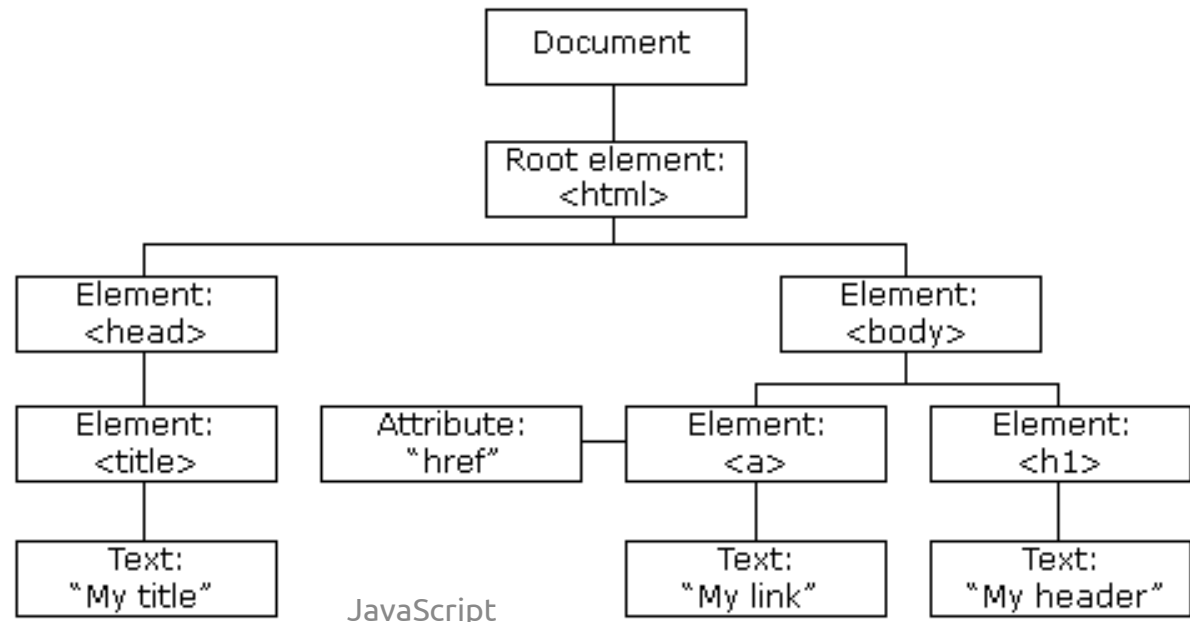 Document
Root element:
<html>
Element:
<head>
Element:
<body>
Element:
<title>
Attribute:
“href”
Element:
<a>
Element:
<h1>
Text:
“My title”
Text:
“My link”
Text:
“My header”
JavaScript